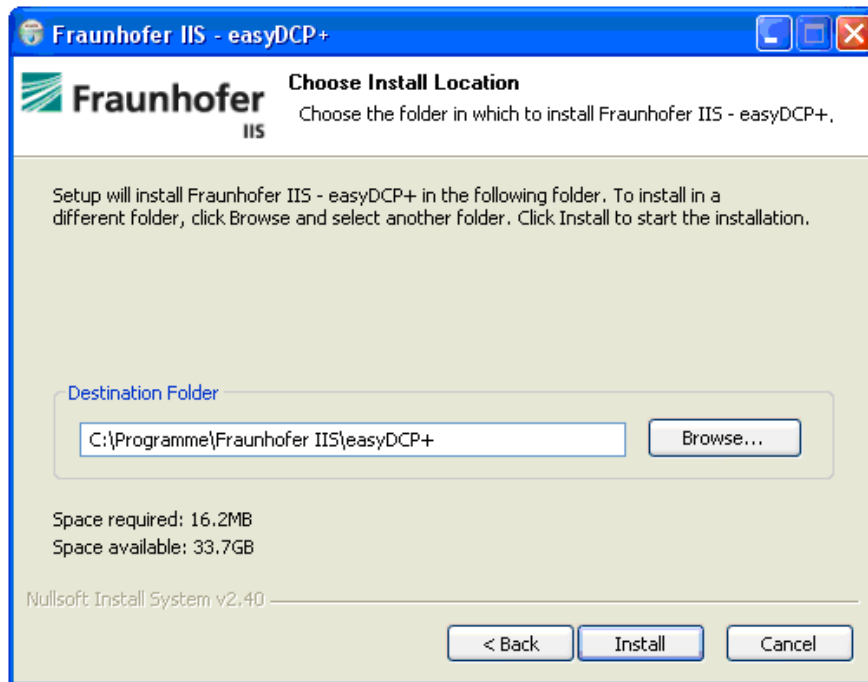 Fraunhofer IIS - easyDCP+
Fraunhofer
IIS
Choose Install Location
Choose the folder in which to install Fraunhofer IIS - easyDCP+.
Setup will install Fraunhofer IIS - easyDCP+ in the following folder. To install in a
different folder, click Browse and select another folder. Click Install to start the installation.
Destination Folder
C:\Programme\Fraunhofer IIS\easyDCP+
Browse...
Space required: 16.2MB
Space available: 33.7GB
Nullsoft Install System v2.40
< Back
Install
Cancel